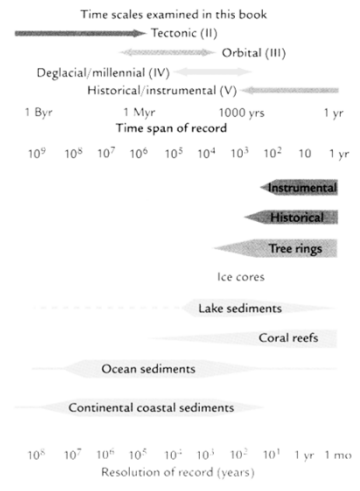 Time scales examined in this book
Tectonic (II)
Orbital (III)
Deglacial/millennial (IV)
Historical/instrumental (V)
1 Byr 1 Myr 1000 yrs 1 yr
Time span of record
10⁹ 10⁸ 10⁷ 10⁶ 10⁵ 10⁴ 10³ 10² 10 1 yr
Instrumental
Historical
Tree rings
Ice cores
Lake sediments
Coral reefs
Ocean sediments
Continental coastal sediments
10⁸ 10⁷ 10⁶ 10⁵ 10⁴ 10³ 10² 10¹ 1 yr 1 mo
Resolution of record (years)